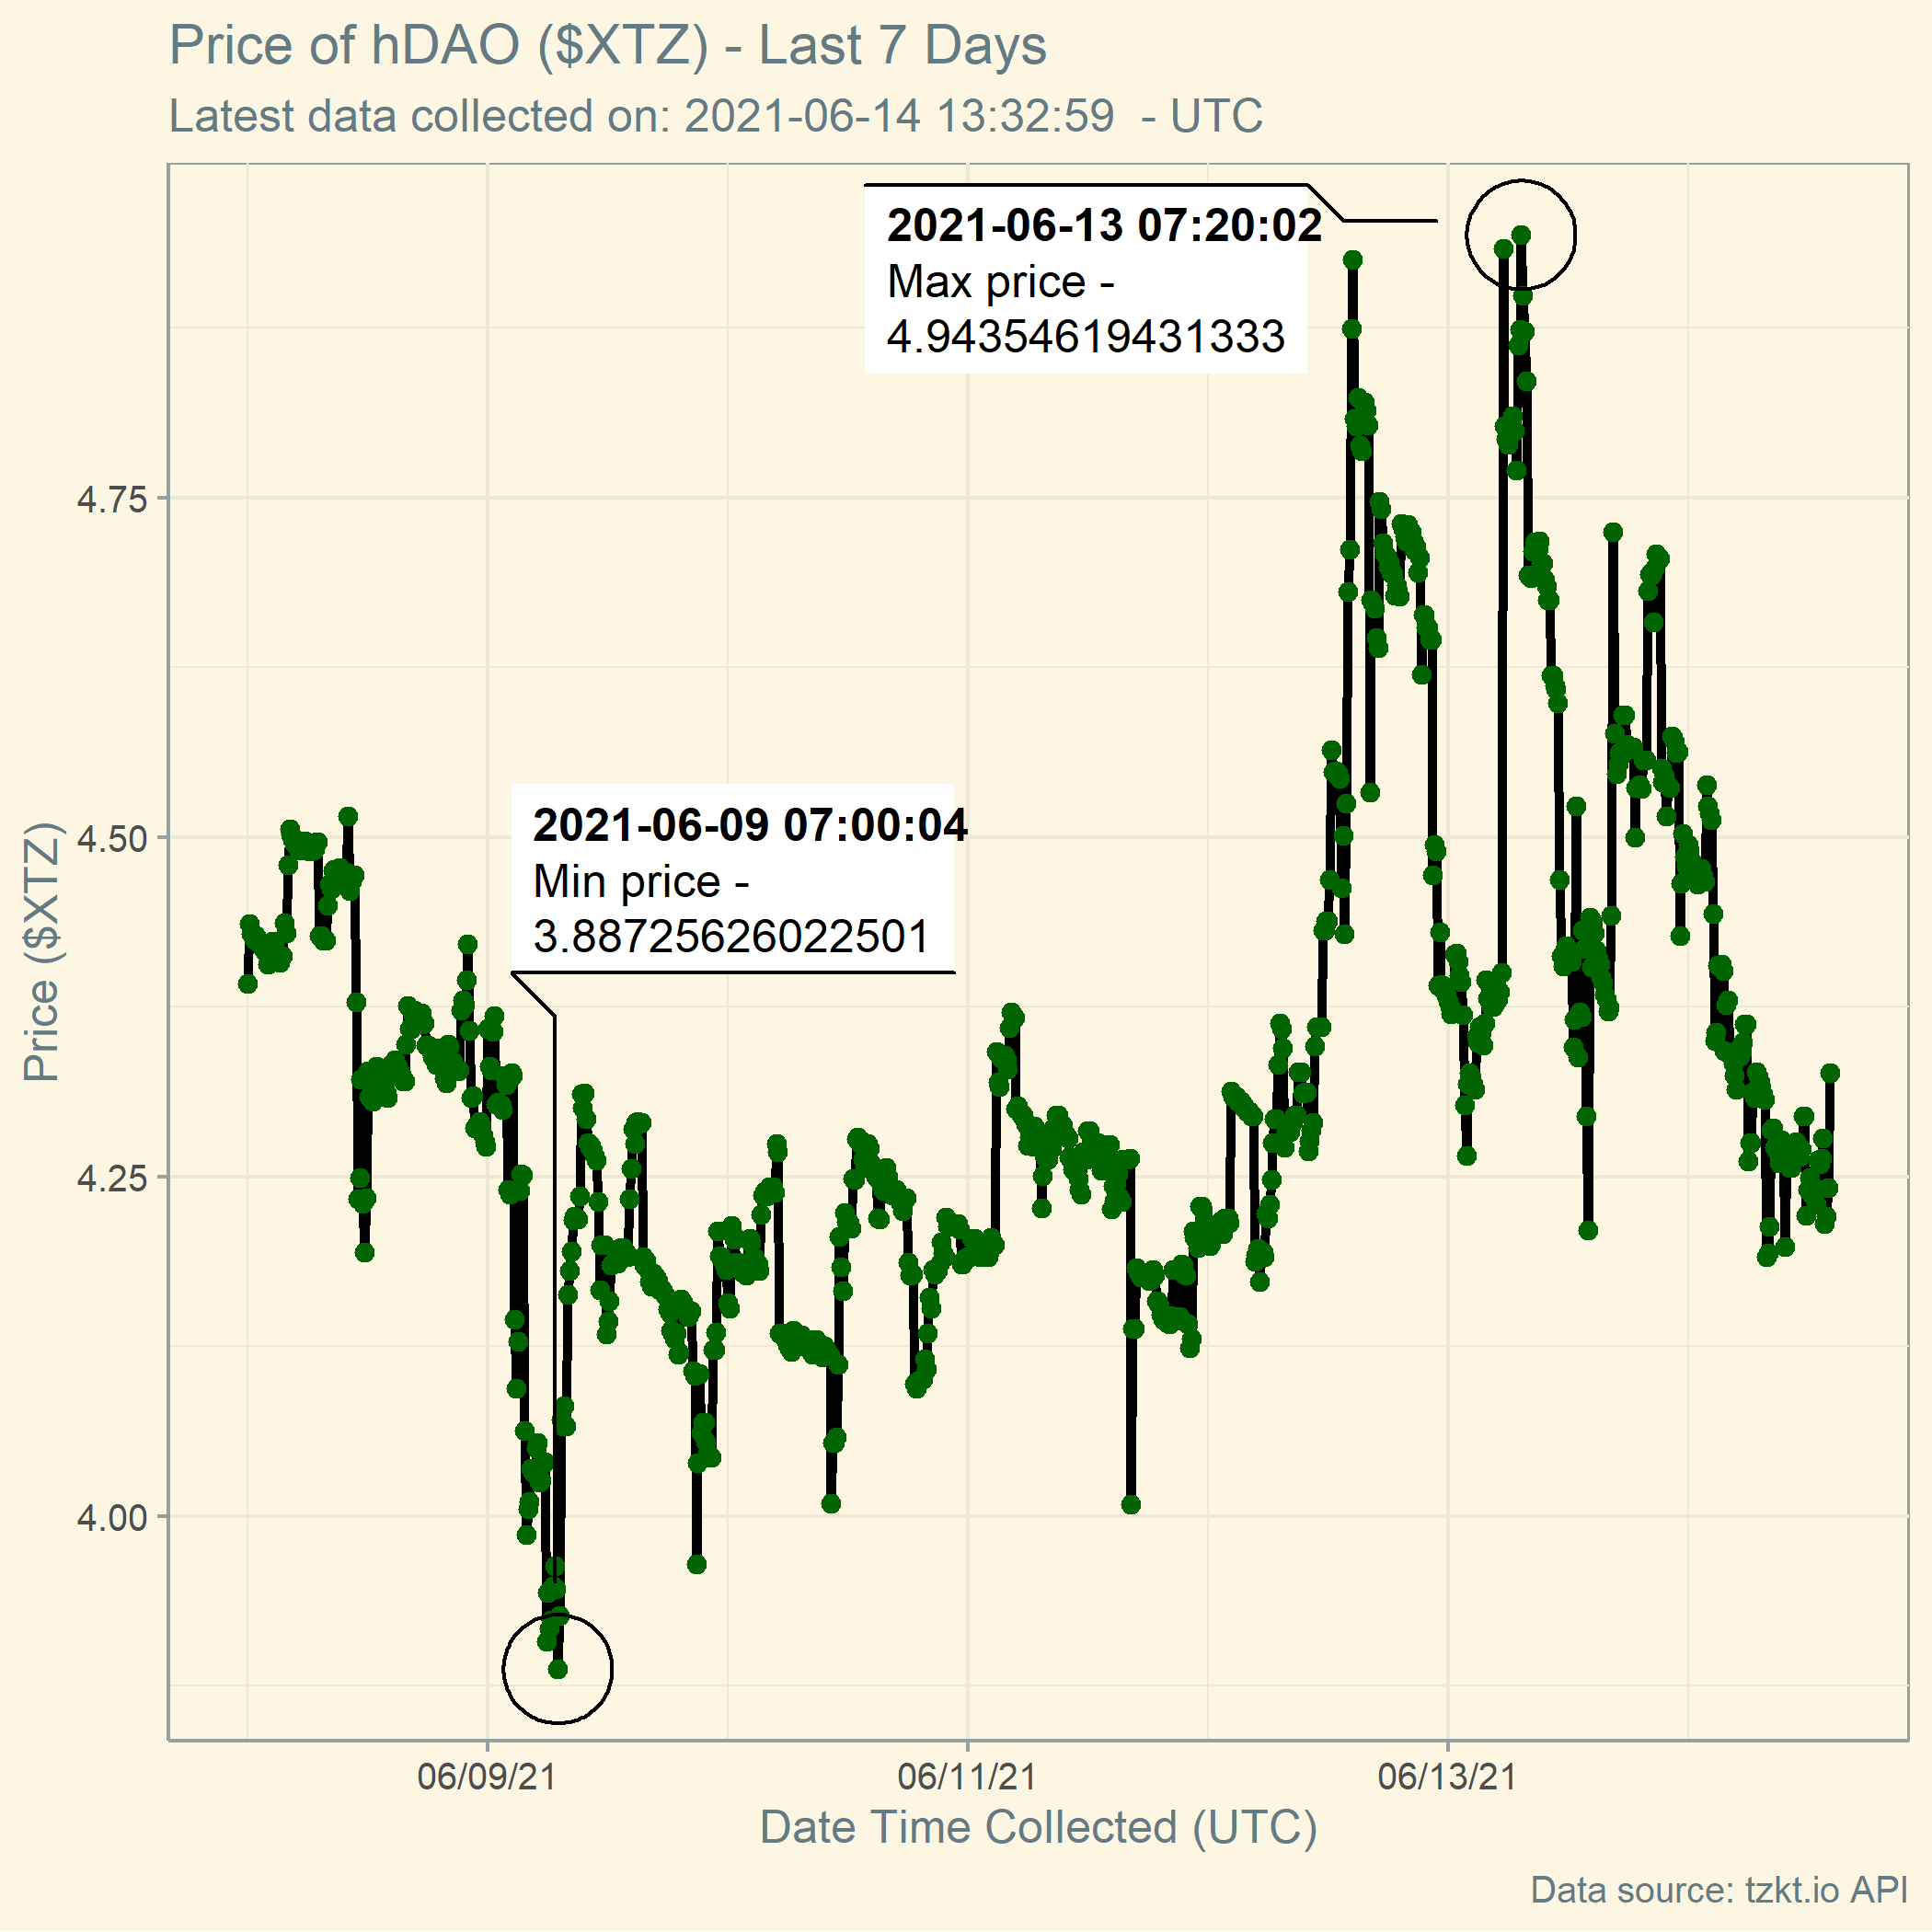 Price of hDAO ($XTZ) - Last 7 Days
Latest data collected on: 2021-06-14 13:32:59  - UTC
2021-06-13 07:20:02
Max price -
4.94354619431333
4.75
2021-06-09 07:00:04
Min price -
3.88725626022501
4.50
4.25
4.00
Price ($XTZ)
06/09/21
06/11/21
06/13/21
Date Time Collected (UTC)
Data source: tzkt.io API